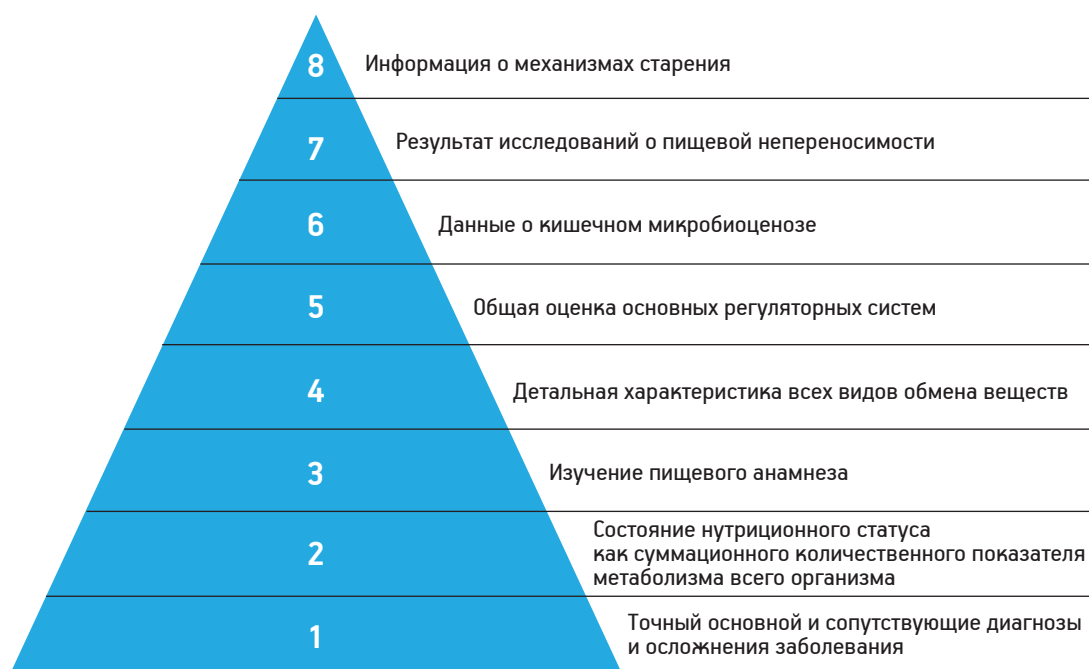 8 Информация о механизмах старения
7 Результат исследований о пищевой непереносимости
6 Данные о кишечном микробиоценозе
5 Общая оценка основных регуляторных систем
4 Детальная характеристика всех видов обмена веществ
3 Изучение пищевого анамнеза
Состояние нутриционного статуса
2 как суммационного количественного показателя
метаболизма всего организма
1 Точный основной и сопутствующие диагнозы
и осложнения заболевания